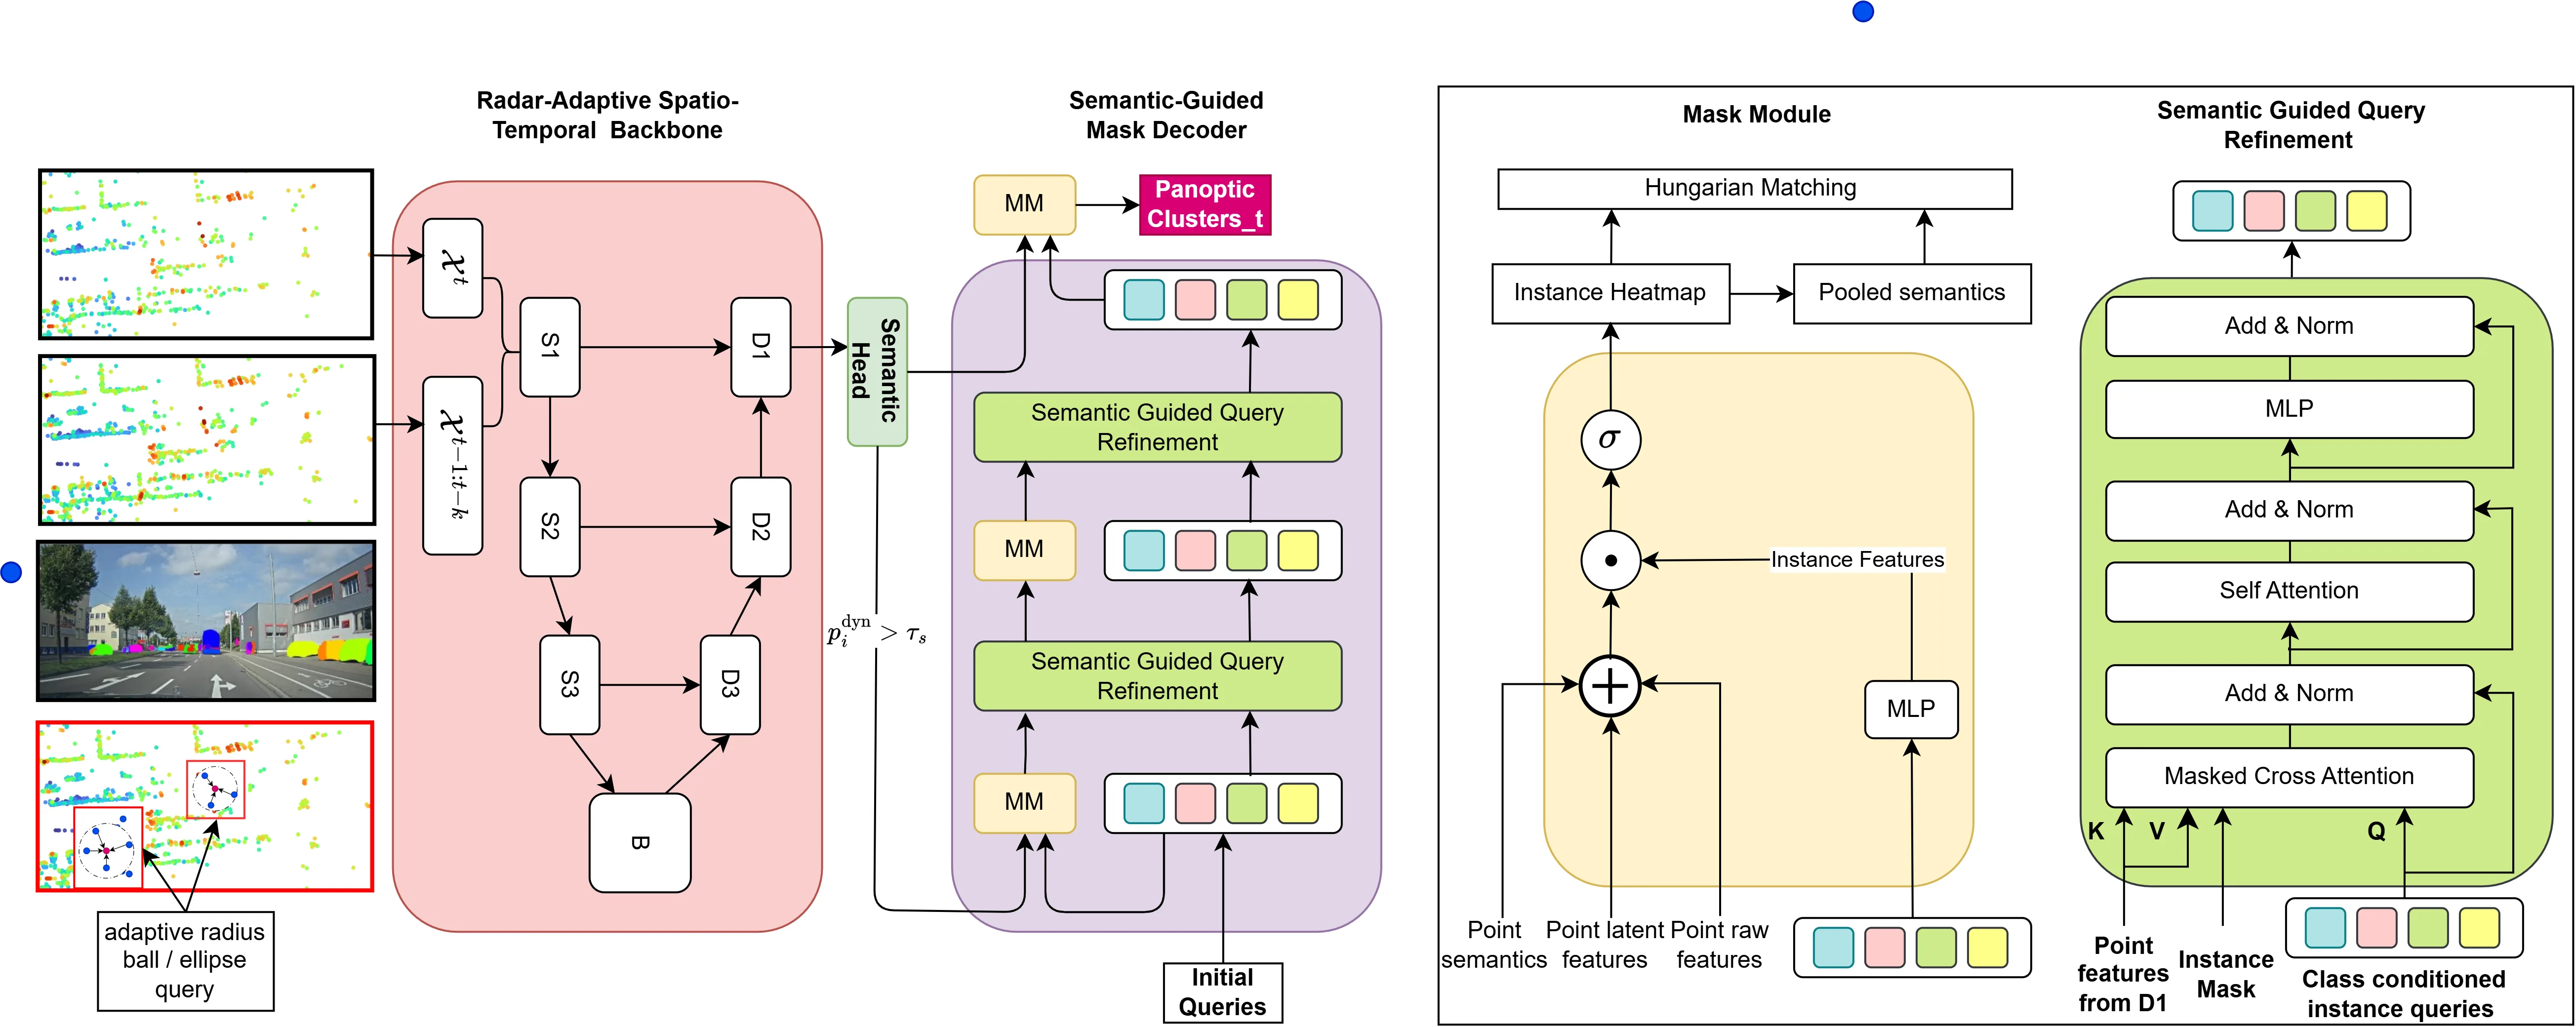 Radar-Adaptive Spatio-
Temporal Backbone
Semantic-Guided
Mask Decoder
Mask Module
Semantic Guided Query
Refinement
𝒳^t
𝒳^{t−1:t−k}
S1
S2
S3
B
D1
D2
D3
Semantic
Head
p_i^{dyn} > τ_s
adaptive radius
ball / ellipse
query
MM
Panoptic
Clusters_t
Semantic Guided Query
Refinement
MM
Semantic Guided Query
Refinement
MM
Initial
Queries
Hungarian Matching
Instance Heatmap
Pooled semantics
σ
Instance Features
MLP
Point
semantics
Point latent
features
Point raw
features
Add & Norm
MLP
Add & Norm
Self Attention
Add & Norm
Masked Cross Attention
K
V
Q
Point
features
from D1
Instance
Mask
Class conditioned
instance queries